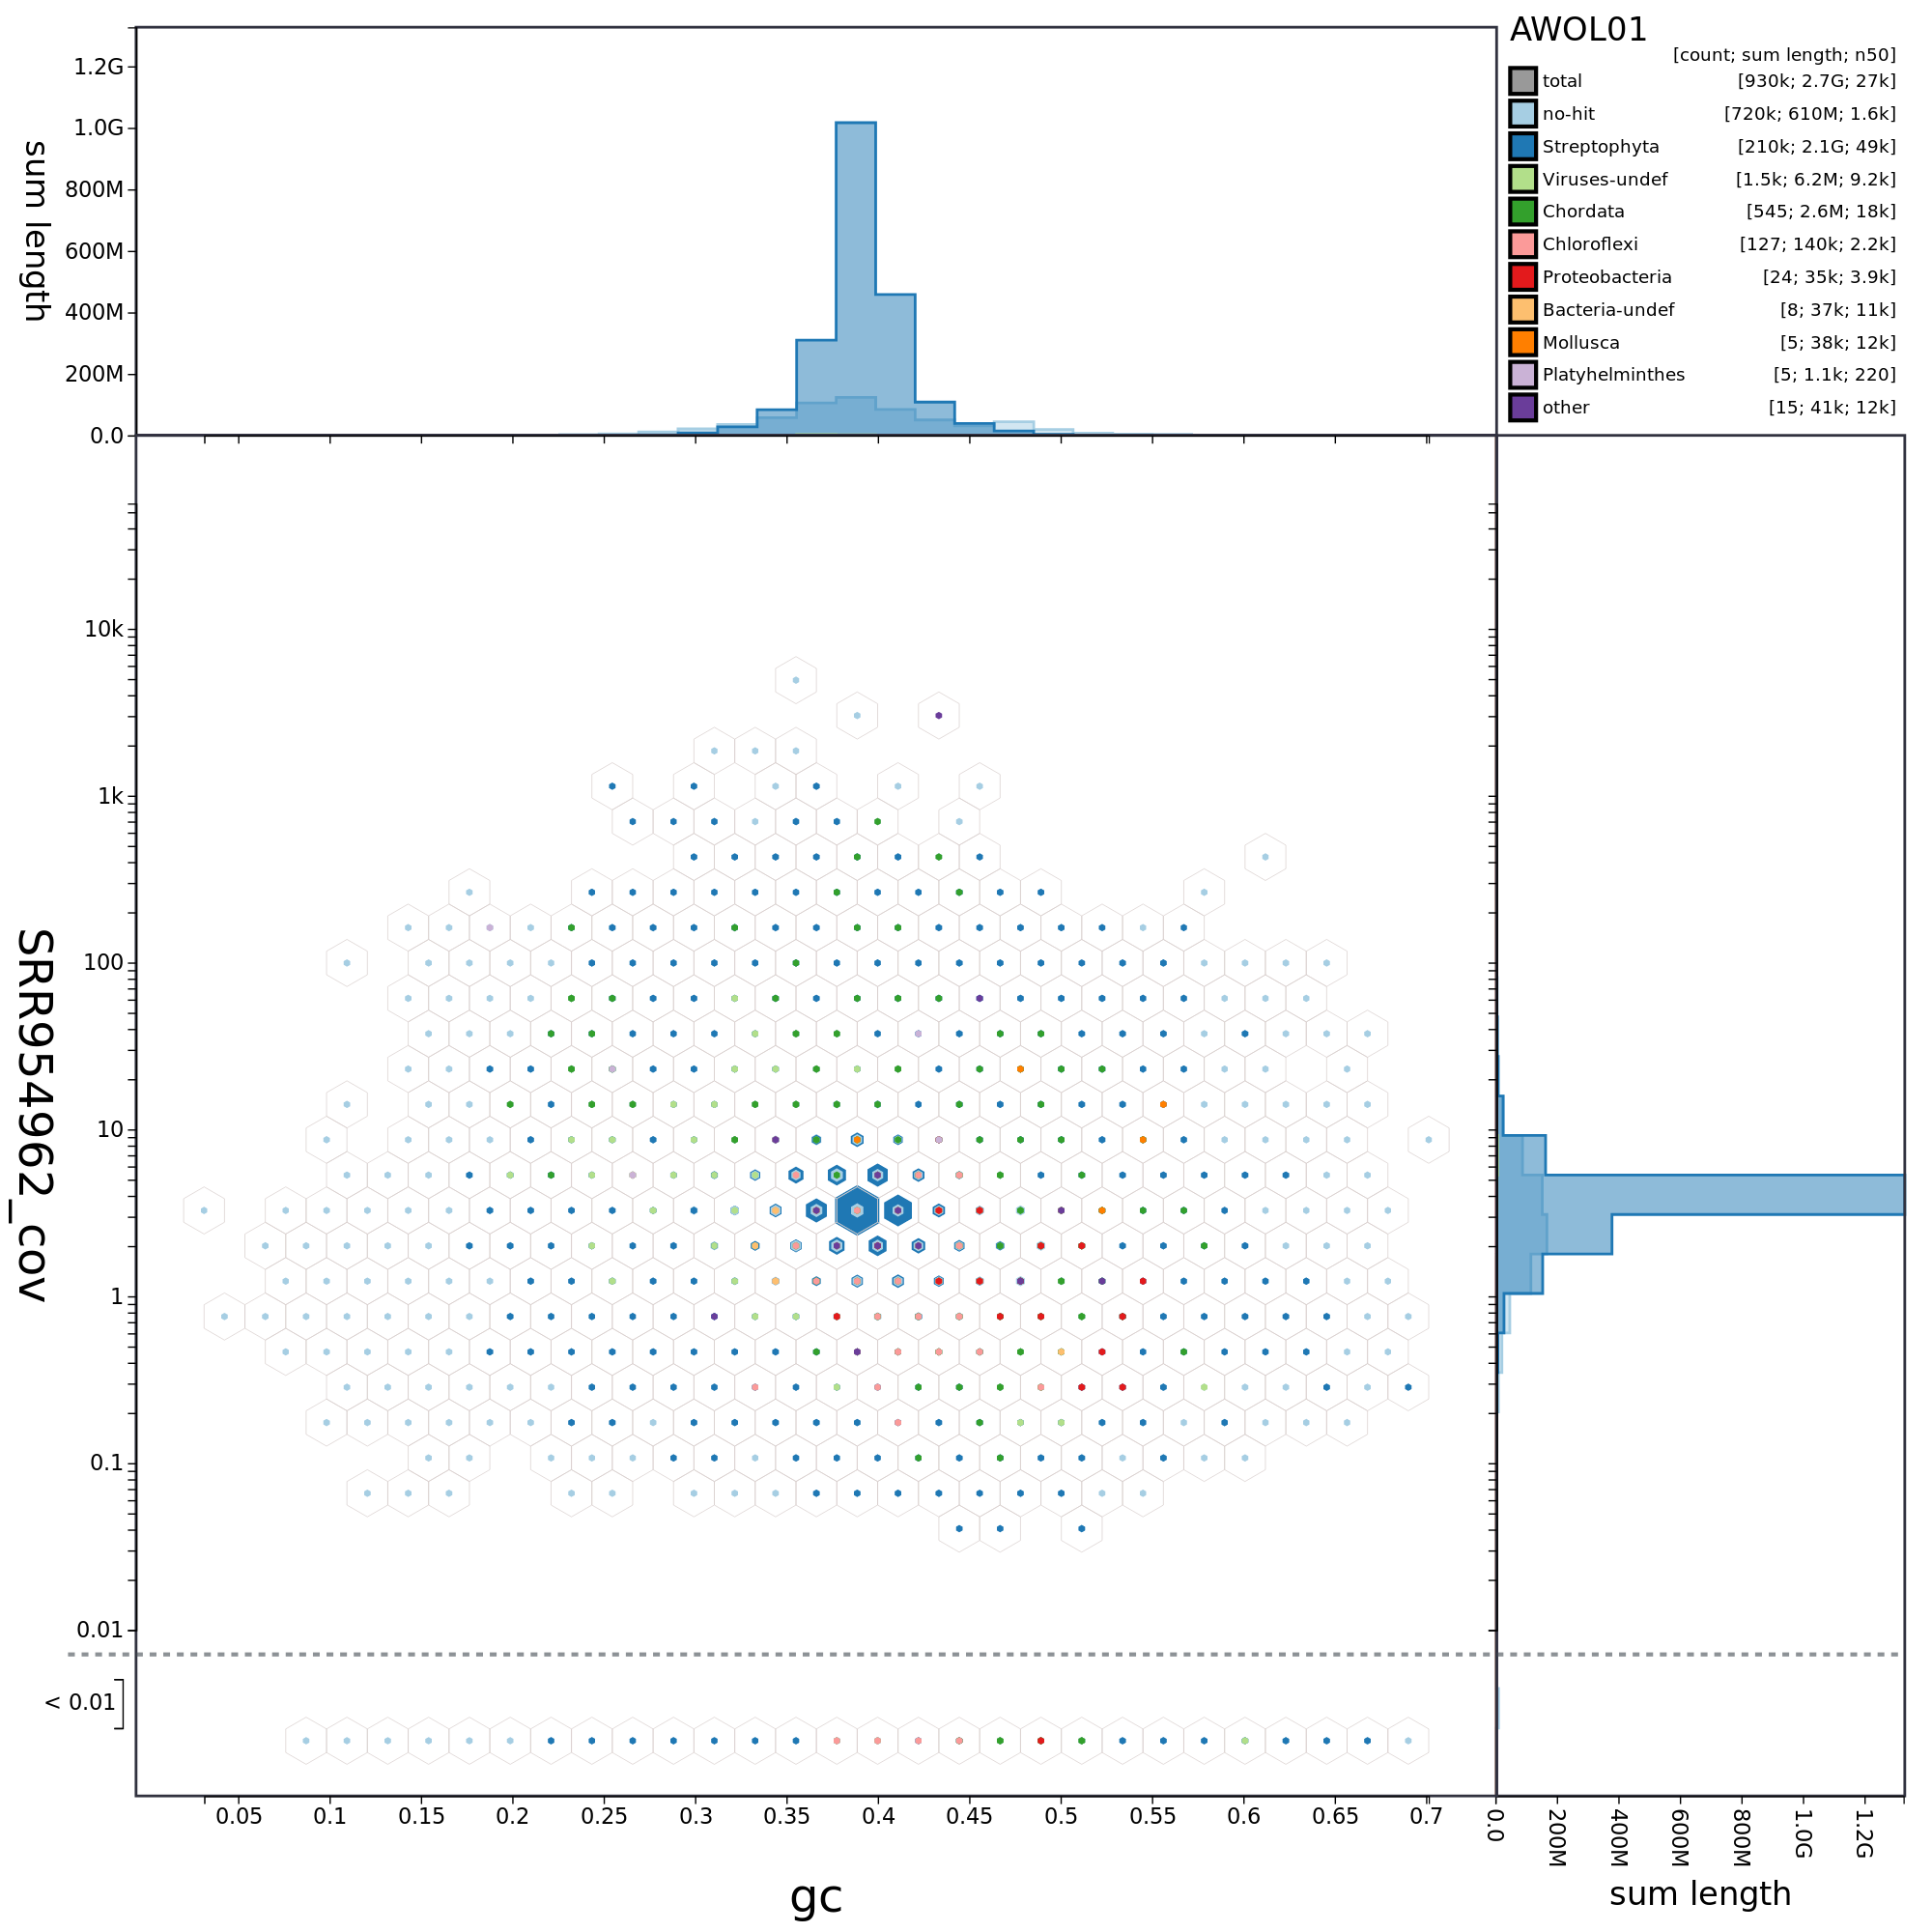 AWOL01
[count; sum length; n50]
total [930k; 2.7G; 27k]
no-hit [720k; 610M; 1.6k]
Streptophyta [210k; 2.1G; 49k]
Viruses-undef [1.5k; 6.2M; 9.2k]
Chordata [545; 2.6M; 18k]
Chloroflexi [127; 140k; 2.2k]
Proteobacteria [24; 35k; 3.9k]
Bacteria-undef [8; 37k; 11k]
Mollusca [5; 38k; 12k]
Platyhelminthes [5; 1.1k; 220]
other [15; 41k; 12k]
sum length
1.2G
1.0G
800M
600M
400M
200M
0.0
SRR954962_cov
10k
1k
100
10
1
0.1
0.01
< 0.01
0.05 0.1 0.15 0.2 0.25 0.3 0.35 0.4 0.45 0.5 0.55 0.6 0.65 0.7
gc
0.0 200M 400M 600M 800M 1.0G 1.2G
sum length